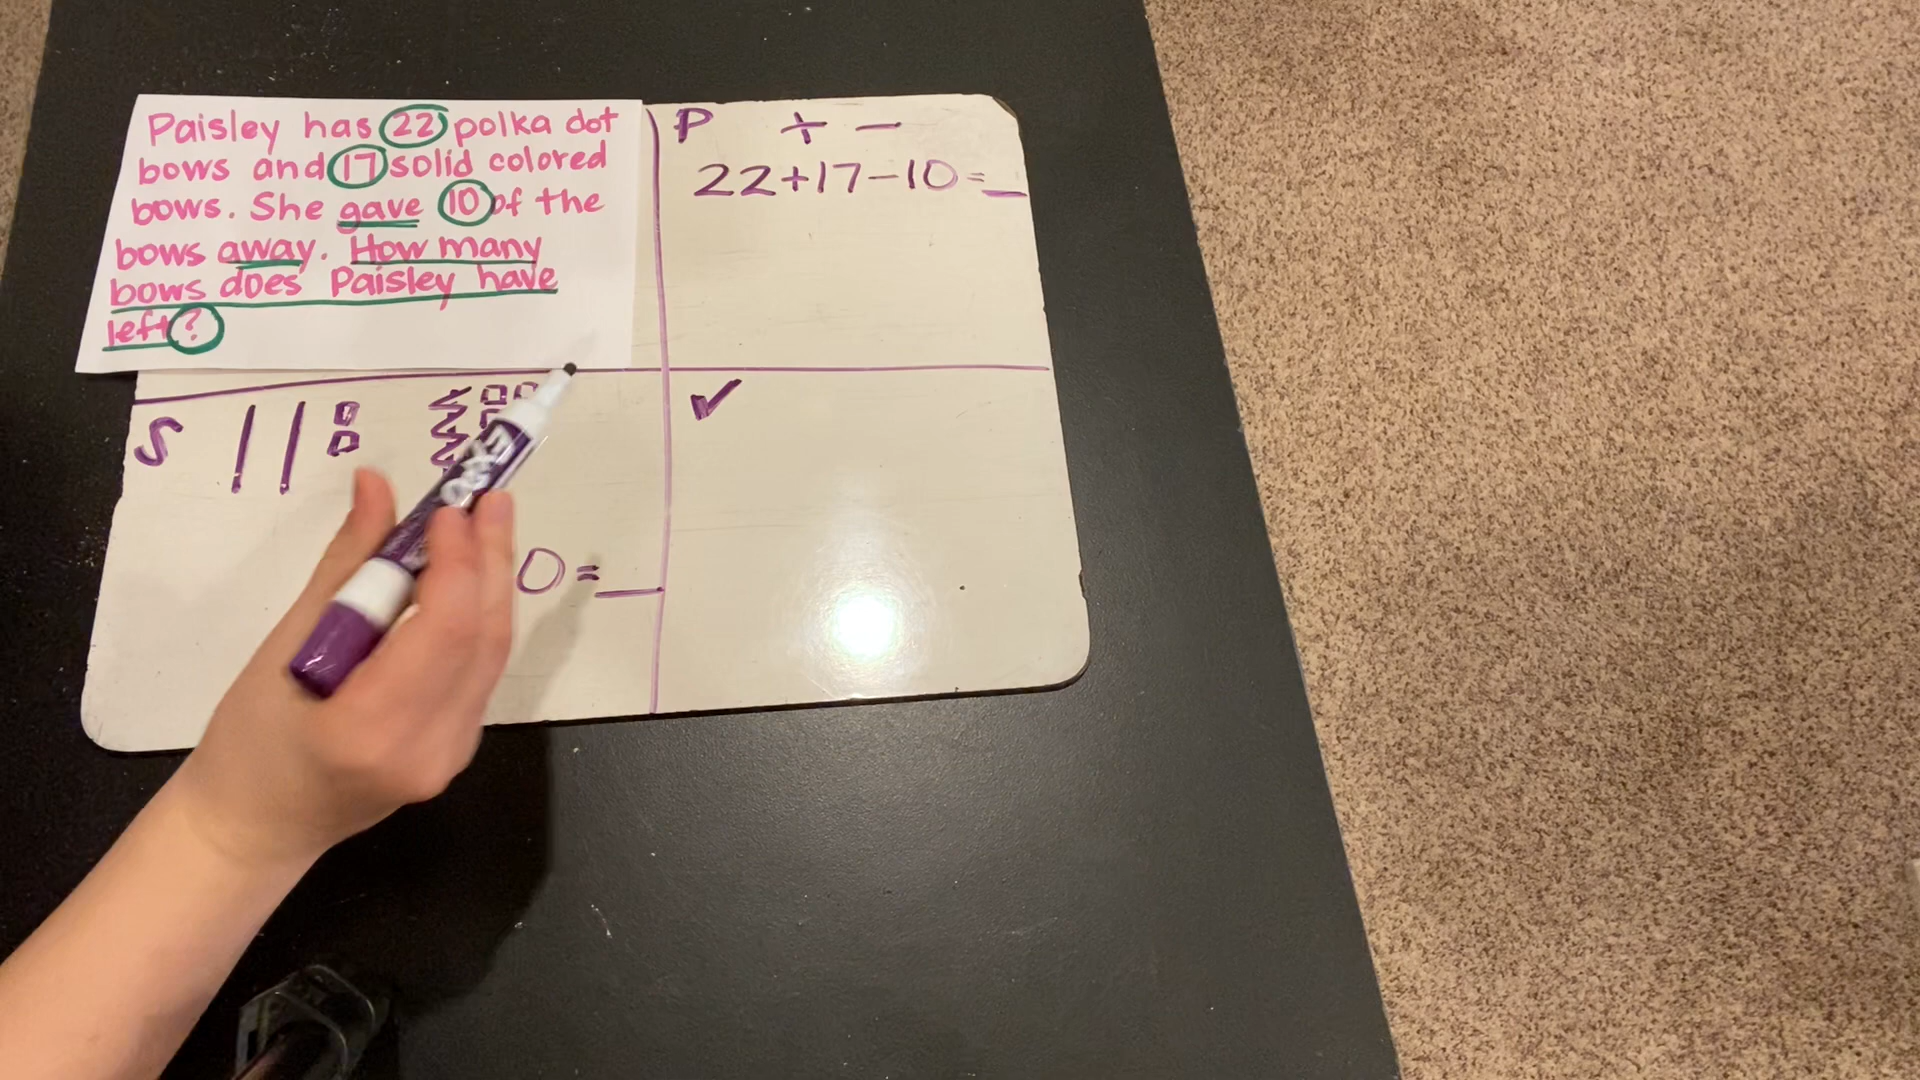 Paisley has 22 polka dot
bows and 17 solid colored
bows. She gave 10 of the
bows away. How many
bows does Paisley have
left?
P + -
22+17-10=_
S
0=_
✓
EXPO